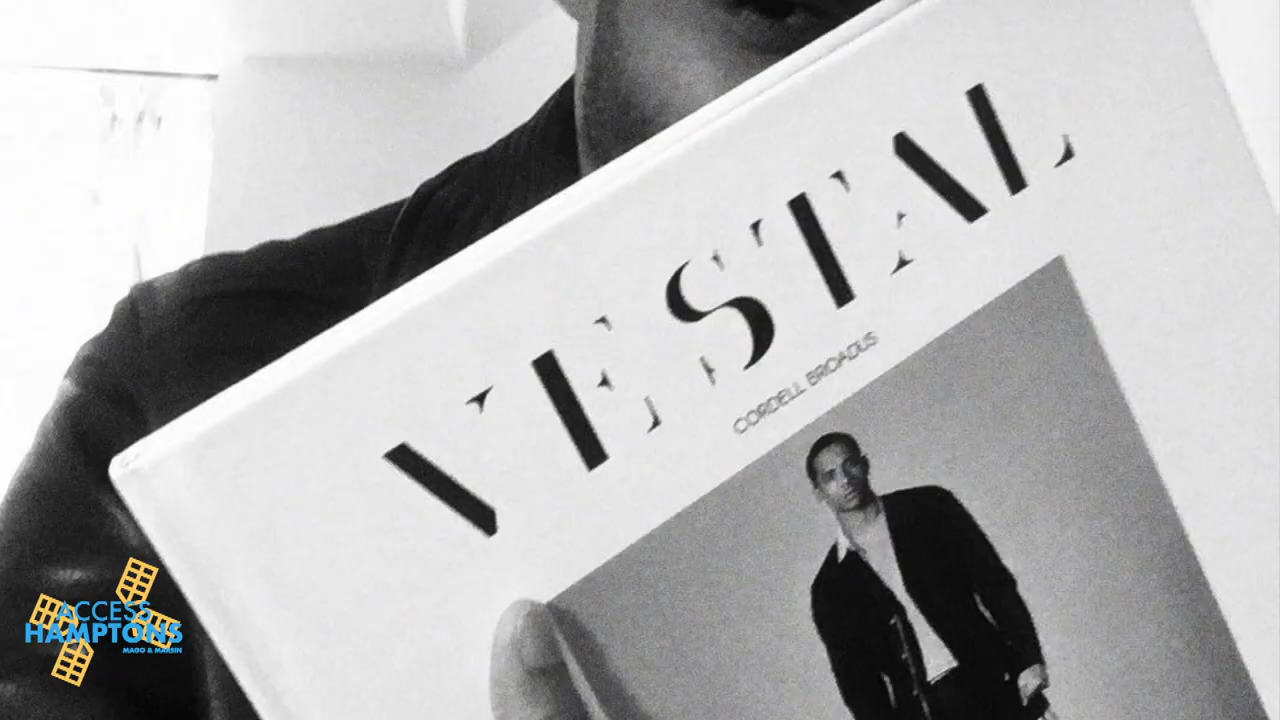 VESTAL
CORDELL BROADUS
ACCESS
HAMPTONS
MAGO & MARSIN